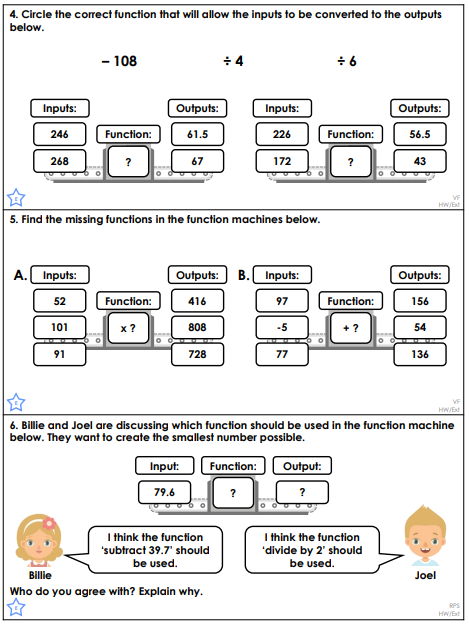 4. Circle the correct function that will allow the inputs to be converted to the outputs
below.
– 108 ÷ 4 ÷ 6
Inputs: Outputs: Inputs: Outputs:
246 Function: 61.5 226 Function: 56.5
268 ? 67 172 ? 43
E
VF
HW/Ext
5. Find the missing functions in the function machines below.
A. Inputs: Outputs: B. Inputs: Outputs:
52 Function: 416 97 Function: 156
101 x ? 808 -5 + ? 54
91 728 77 136
E
VF
HW/Ext
6. Billie and Joel are discussing which function should be used in the function machine
below. They want to create the smallest number possible.
Input: Function: Output:
79.6 ? ?
I think the function
‘subtract 39.7’ should
be used.
Billie
I think the function
‘divide by 2’ should
be used.
Joel
Who do you agree with? Explain why.
E
RPS
HW/Ext